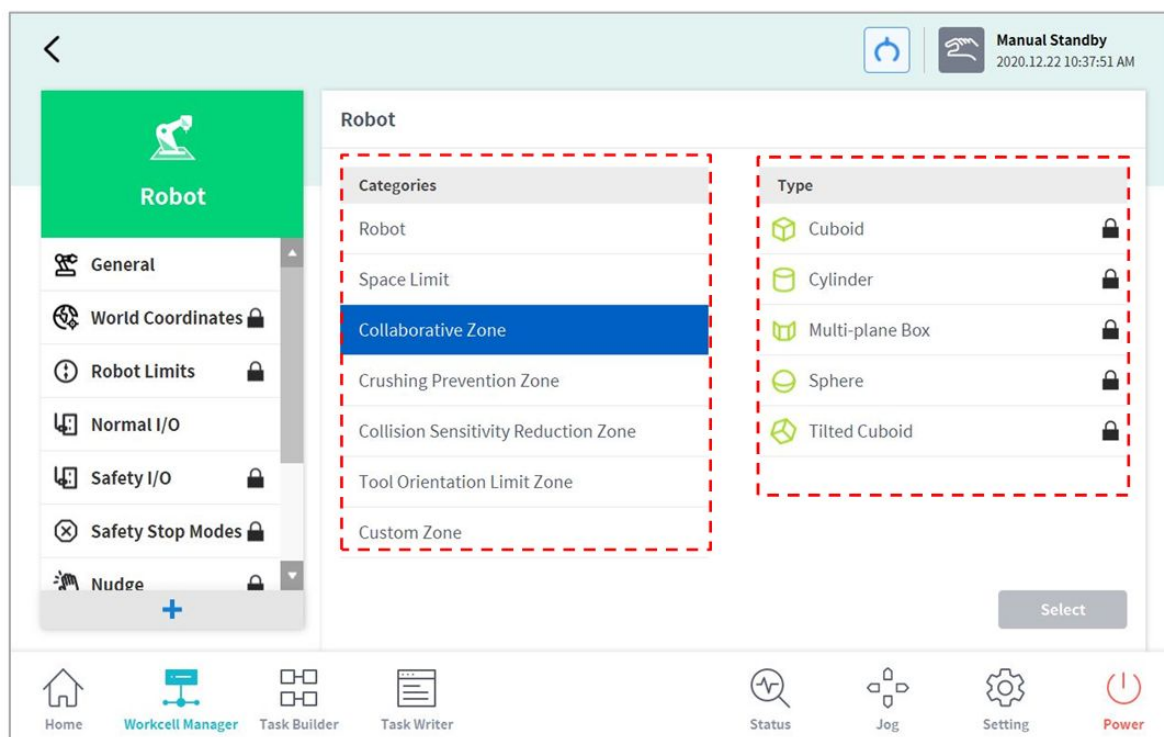 Manual Standby
2020.12.22 10:37:51 AM
Robot
General
World Coordinates
Robot Limits
Normal I/O
Safety I/O
Safety Stop Modes
Nudge
+
Robot
Categories
Robot
Space Limit
Collaborative Zone
Crushing Prevention Zone
Collision Sensitivity Reduction Zone
Tool Orientation Limit Zone
Custom Zone
Type
Cuboid
Cylinder
Multi-plane Box
Sphere
Tilted Cuboid
Select
Home
Workcell Manager
Task Builder
Task Writer
Status
Jog
Setting
Power